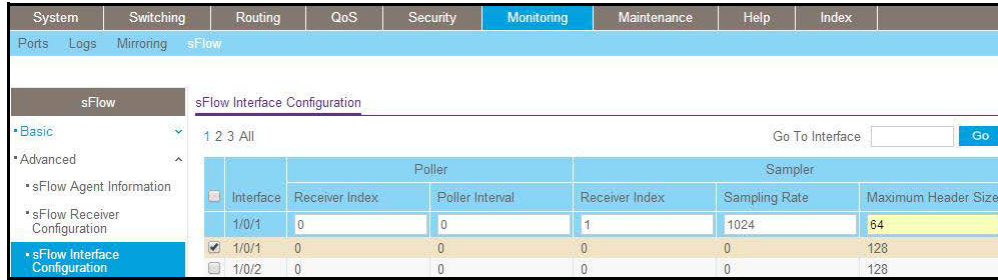 System Switching Routing QoS Security Monitoring Maintenance Help Index
Ports Logs Mirroring sFlow
sFlow
Basic
Advanced
sFlow Agent Information
sFlow Receiver
Configuration
sFlow Interface
Configuration
sFlow Interface Configuration
1 2 3 All Go To Interface Go
Poller Sampler
Interface Receiver Index Poller Interval Receiver Index Sampling Rate Maximum Header Size
1/0/1 0 0 1 1024 64
1/0/1 0 0 0 0 128
1/0/2 0 0 0 0 128